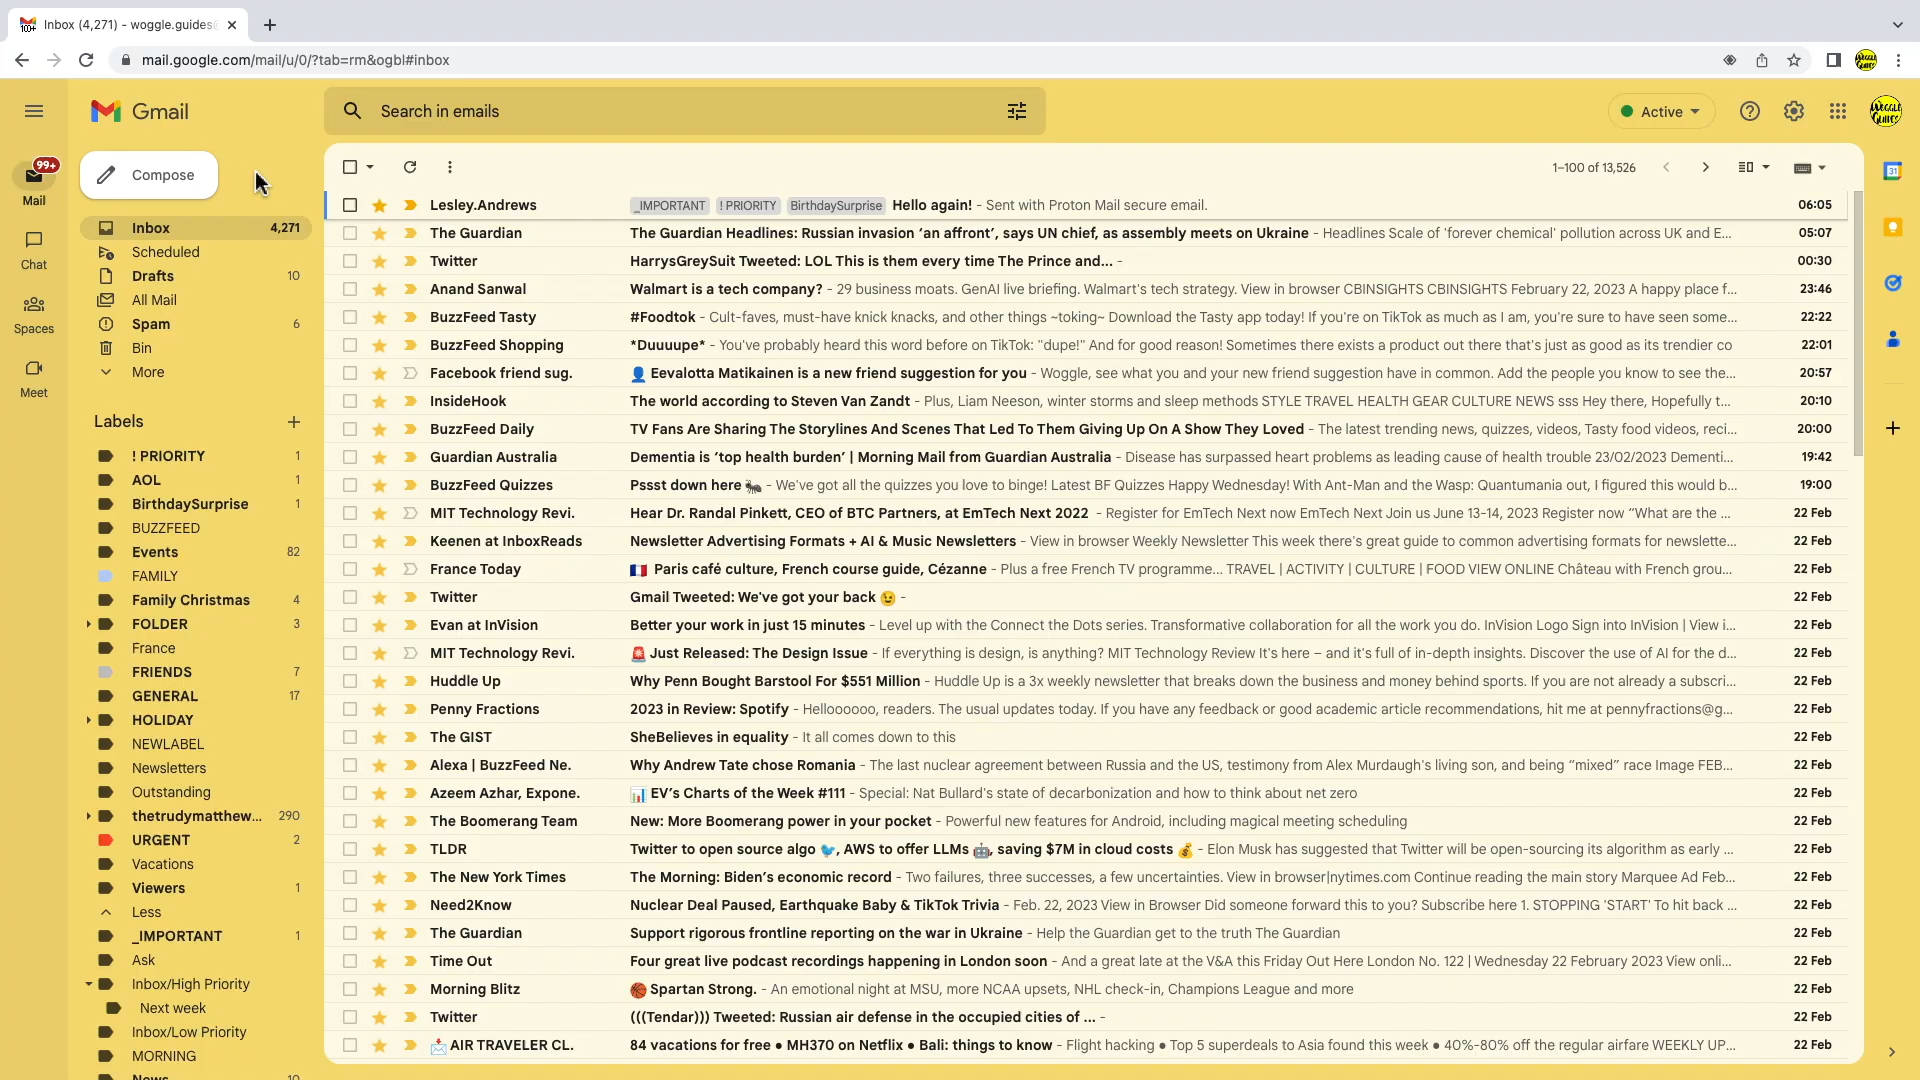 Inbox (4,271) - woggle.guides@
mail.google.com/mail/u/0/?tab=rm&ogbl#inbox
Gmail
Search in emails
Active
WOGGLE GUIDES
Compose
1–100 of 13,526
99+
Mail
Chat
Spaces
Meet
Inbox 4,271
Scheduled
Drafts 10
All Mail
Spam 6
Bin
More
Labels
! PRIORITY 1
AOL 1
BirthdaySurprise 1
BUZZFEED
Events 82
FAMILY
Family Christmas 4
FOLDER 3
France
FRIENDS 7
GENERAL 17
HOLIDAY
NEWLABEL
Newsletters
Outstanding
thetrudymatthew... 290
URGENT 2
Vacations
Viewers 1
Less
_IMPORTANT 1
Ask
Inbox/High Priority
Next week
Inbox/Low Priority
MORNING
News 10
Lesley.Andrews _IMPORTANT ! PRIORITY BirthdaySurprise Hello again! - Sent with Proton Mail secure email. 06:05
The Guardian The Guardian Headlines: Russian invasion ‘an affront’, says UN chief, as assembly meets on Ukraine - Headlines Scale of 'forever chemical' pollution across UK and E... 05:07
Twitter HarrysGreySuit Tweeted: LOL This is them every time The Prince and... - 00:30
Anand Sanwal Walmart is a tech company? - 29 business moats. GenAI live briefing. Walmart's tech strategy. View in browser CBINSIGHTS CBINSIGHTS February 22, 2023 A happy place f... 23:46
BuzzFeed Tasty #Foodtok - Cult-faves, must-have knick knacks, and other things ~toking~ Download the Tasty app today! If you're on TikTok as much as I am, you're sure to have seen some... 22:22
BuzzFeed Shopping *Duuuupe* - You've probably heard this word before on TikTok: "dupe!" And for good reason! Sometimes there exists a product out there that's just as good as its trendier co 22:01
Facebook friend sug. 👤 Eevalotta Matikainen is a new friend suggestion for you - Woggle, see what you and your new friend suggestion have in common. Add the people you know to see the... 20:57
InsideHook The world according to Steven Van Zandt - Plus, Liam Neeson, winter storms and sleep methods STYLE TRAVEL HEALTH GEAR CULTURE NEWS sss Hey there, Hopefully t... 20:10
BuzzFeed Daily TV Fans Are Sharing The Storylines And Scenes That Led To Them Giving Up On A Show They Loved - The latest trending news, quizzes, videos, Tasty food videos, reci... 20:00
Guardian Australia Dementia is ‘top health burden’ | Morning Mail from Guardian Australia - Disease has surpassed heart problems as leading cause of health trouble 23/02/2023 Dementi... 19:42
BuzzFeed Quizzes Pssst down here 🐜 - We've got all the quizzes you love to binge! Latest BF Quizzes Happy Wednesday! With Ant-Man and the Wasp: Quantumania out, I figured this would b... 19:00
MIT Technology Revi. Hear Dr. Randal Pinkett, CEO of BTC Partners, at EmTech Next 2022 - Register for EmTech Next now EmTech Next Join us June 13-14, 2023 Register now “What are the ... 22 Feb
Keenen at InboxReads Newsletter Advertising Formats + AI & Music Newsletters - View in browser Weekly Newsletter This week there's great guide to common advertising formats for newslette... 22 Feb
France Today 🇫🇷 Paris café culture, French course guide, Cézanne - Plus a free French TV programme... TRAVEL | ACTIVITY | CULTURE | FOOD VIEW ONLINE Château with French grou... 22 Feb
Twitter Gmail Tweeted: We've got your back 😉 - 22 Feb
Evan at InVision Better your work in just 15 minutes - Level up with the Connect the Dots series. Transformative collaboration for all the work you do. InVision Logo Sign into InVision | View i... 22 Feb
MIT Technology Revi. 🚨 Just Released: The Design Issue - If everything is design, is anything? MIT Technology Review It's here – and it's full of in-depth insights. Discover the use of AI for the d... 22 Feb
Huddle Up Why Penn Bought Barstool For $551 Million - Huddle Up is a 3x weekly newsletter that breaks down the business and money behind sports. If you are not already a subscri... 22 Feb
Penny Fractions 2023 in Review: Spotify - Hellooooooo, readers. The usual updates today. If you have any feedback or good academic article recommendations, hit me at pennyfractions@g... 22 Feb
The GIST SheBelieves in equality - It all comes down to this 22 Feb
Alexa | BuzzFeed Ne. Why Andrew Tate chose Romania - The last nuclear agreement between Russia and the US, testimony from Alex Murdaugh's living son, and being “mixed” race Image FEB... 22 Feb
Azeem Azhar, Expone. 📊 EV’s Charts of the Week #111 - Special: Nat Bullard's state of decarbonization and how to think about net zero 22 Feb
The Boomerang Team New: More Boomerang power in your pocket - Powerful new features for Android, including magical meeting scheduling 22 Feb
TLDR Twitter to open source algo 🐦, AWS to offer LLMs 🤖, saving $7M in cloud costs 💰 - Elon Musk has suggested that Twitter will be open-sourcing its algorithm as early ... 22 Feb
The New York Times The Morning: Biden’s economic record - Two failures, three successes, a few uncertainties. View in browser|nytimes.com Continue reading the main story Marquee Ad Feb... 22 Feb
Need2Know Nuclear Deal Paused, Earthquake Baby & TikTok Trivia - Feb. 22, 2023 View in Browser Did someone forward this to you? Subscribe here 1. STOPPING 'START' To hit back ... 22 Feb
The Guardian Support rigorous frontline reporting on the war in Ukraine - Help the Guardian get to the truth The Guardian 22 Feb
Time Out Four great live podcast recordings happening in London soon - And a great late at the V&A this Friday Out Here London No. 122 | Wednesday 22 February 2023 View onli... 22 Feb
Morning Blitz 🏀 Spartan Strong. - An emotional night at MSU, more NCAA upsets, NHL check-in, Champions League and more 22 Feb
Twitter (((Tendar))) Tweeted: Russian air defense in the occupied cities of ... - 22 Feb
📩 AIR TRAVELER CL. 84 vacations for free ● MH370 on Netflix ● Bali: things to know - Flight hacking ● Top 5 superdeals to Asia found this week ● 40%-80% off the regular airfare WEEKLY UP... 22 Feb